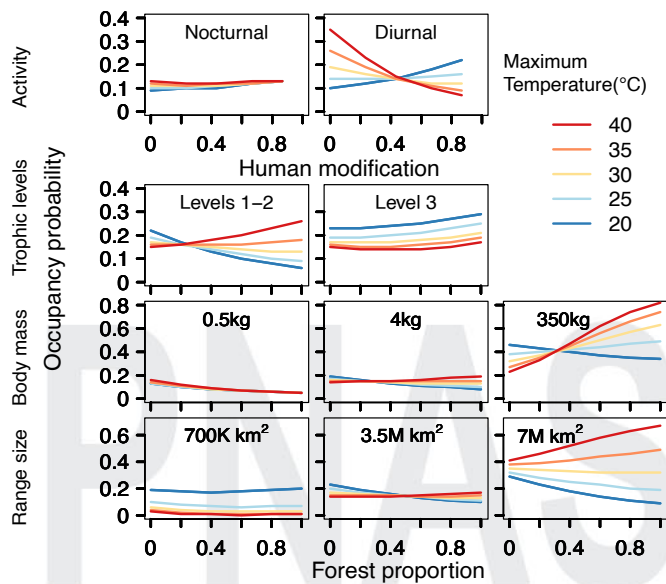 Nocturnal Diurnal
Maximum
Temperature(°C)
40
35
30
25
20
Activity
0.4
0.3
0.2
0.1
0
0 0.4 0.8 0 0.4 0.8
Human modification
Occupancy probability
Trophic levels
Levels 1–2 Level 3
0.4
0.3
0.2
0.1
0
Body mass
0.5kg 4kg 350kg
0.8
0.6
0.4
0.2
0
Range size
700K km² 3.5M km² 7M km²
0.6
0.4
0.2
0
0 0.4 0.8 0 0.4 0.8 0 0.4 0.8
Forest proportion
PNAS